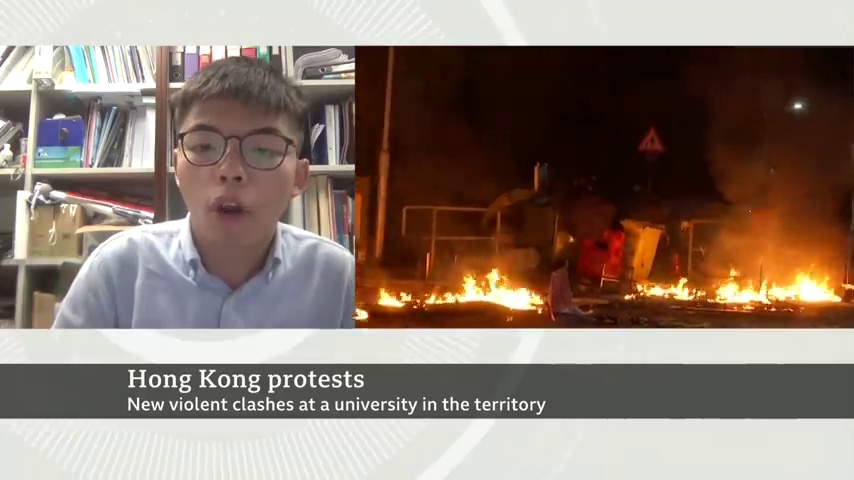 Hong Kong protests
New violent clashes at a university in the territory